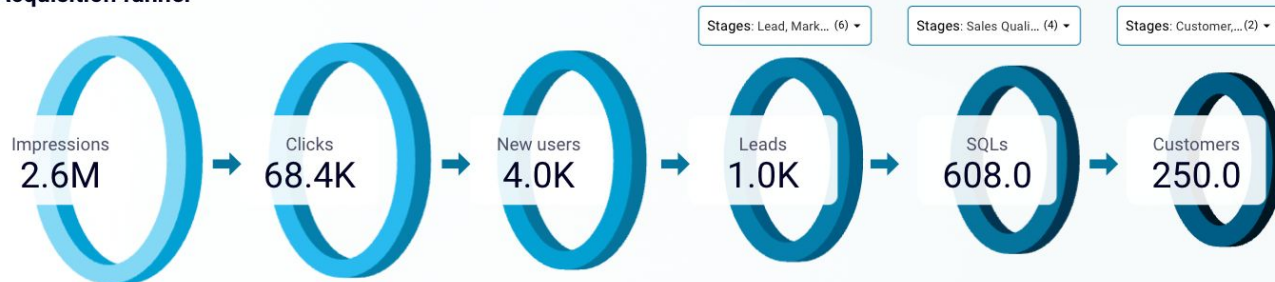 Stages: Lead, Mark... (6)
Stages: Sales Quali... (4)
Stages: Customer,... (2)
Impressions
2.6M
Clicks
68.4K
New users
4.0K
Leads
1.0K
SQLs
608.0
Customers
250.0